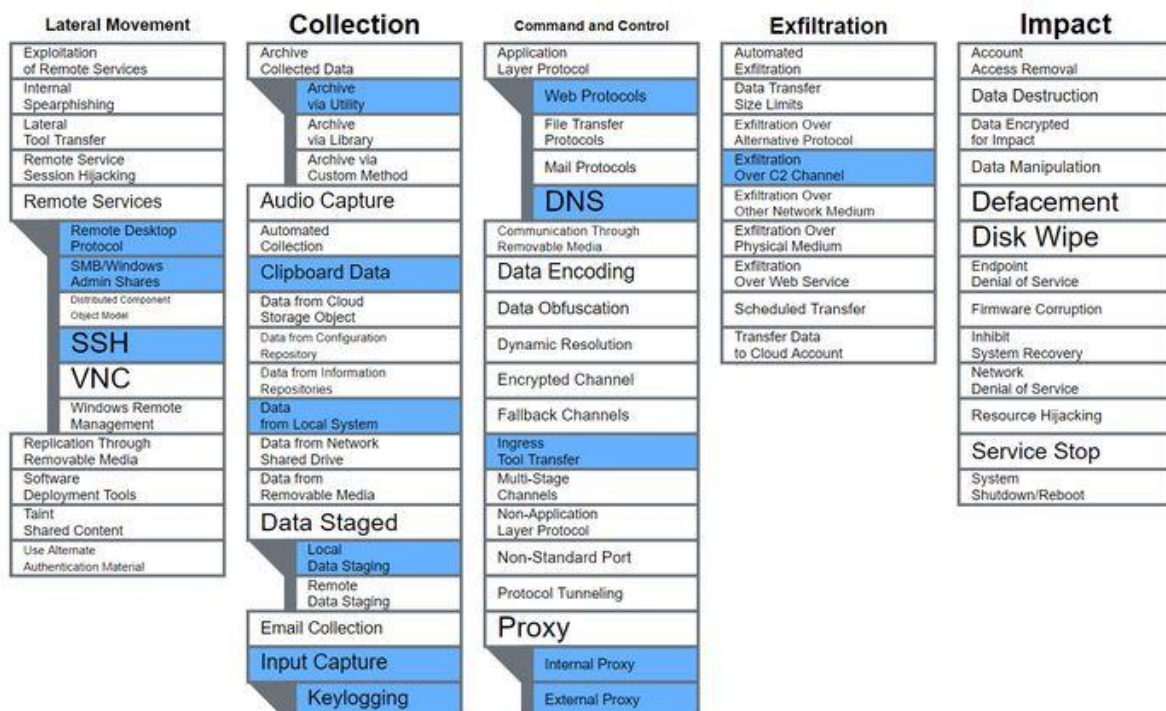 Lateral Movement
Exploitation
of Remote Services
Internal
Spearphishing
Lateral
Tool Transfer
Remote Service
Session Hijacking
Remote Services
Remote Desktop
Protocol
SMB/Windows
Admin Shares
Distributed Component
Object Model
SSH
VNC
Windows Remote
Management
Replication Through
Removable Media
Software
Deployment Tools
Taint
Shared Content
Use Alternate
Authentication Material
Collection
Archive
Collected Data
Archive
via Utility
Archive
via Library
Archive via
Custom Method
Audio Capture
Automated
Collection
Clipboard Data
Data from Cloud
Storage Object
Data from Configuration
Repository
Data from Information
Repositories
Data
from Local System
Data from Network
Shared Drive
Data from
Removable Media
Data Staged
Local
Data Staging
Remote
Data Staging
Email Collection
Input Capture
Keylogging
Command and Control
Application
Layer Protocol
Web Protocols
File Transfer
Protocols
Mail Protocols
DNS
Communication Through
Removable Media
Data Encoding
Data Obfuscation
Dynamic Resolution
Encrypted Channel
Fallback Channels
Ingress
Tool Transfer
Multi-Stage
Channels
Non-Application
Layer Protocol
Non-Standard Port
Protocol Tunneling
Proxy
Internal Proxy
External Proxy
Exfiltration
Automated
Exfiltration
Data Transfer
Size Limits
Exfiltration Over
Alternative Protocol
Exfiltration
Over C2 Channel
Exfiltration Over
Other Network Medium
Exfiltration Over
Physical Medium
Exfiltration
Over Web Service
Scheduled Transfer
Transfer Data
to Cloud Account
Impact
Account
Access Removal
Data Destruction
Data Encrypted
for Impact
Data Manipulation
Defacement
Disk Wipe
Endpoint
Denial of Service
Firmware Corruption
Inhibit
System Recovery
Network
Denial of Service
Resource Hijacking
Service Stop
System
Shutdown/Reboot